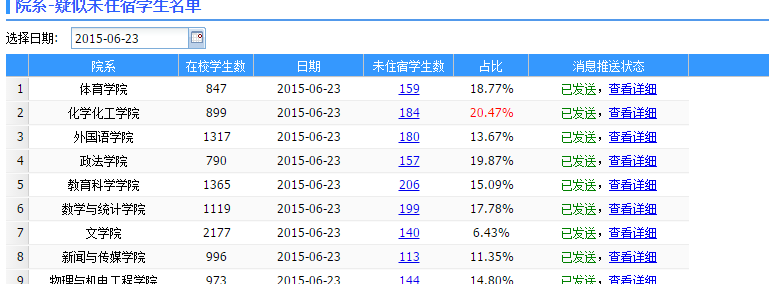 院系-疑似未住宿学生名单
选择日期： 2015-06-23
院系 在校学生数 日期 未住宿学生数 占比 消息推送状态
1 体育学院 847 2015-06-23 159 18.77% 已发送，查看详细
2 化学化工学院 899 2015-06-23 184 20.47% 已发送，查看详细
3 外国语学院 1317 2015-06-23 180 13.67% 已发送，查看详细
4 政法学院 790 2015-06-23 157 19.87% 已发送，查看详细
5 教育科学学院 1365 2015-06-23 206 15.09% 已发送，查看详细
6 数学与统计学院 1119 2015-06-23 199 17.78% 已发送，查看详细
7 文学院 2177 2015-06-23 140 6.43% 已发送，查看详细
8 新闻与传媒学院 996 2015-06-23 113 11.35% 已发送，查看详细
9 物理与机电工程学院 973 2015-06-23 144 14.80% 已发送，查看详细